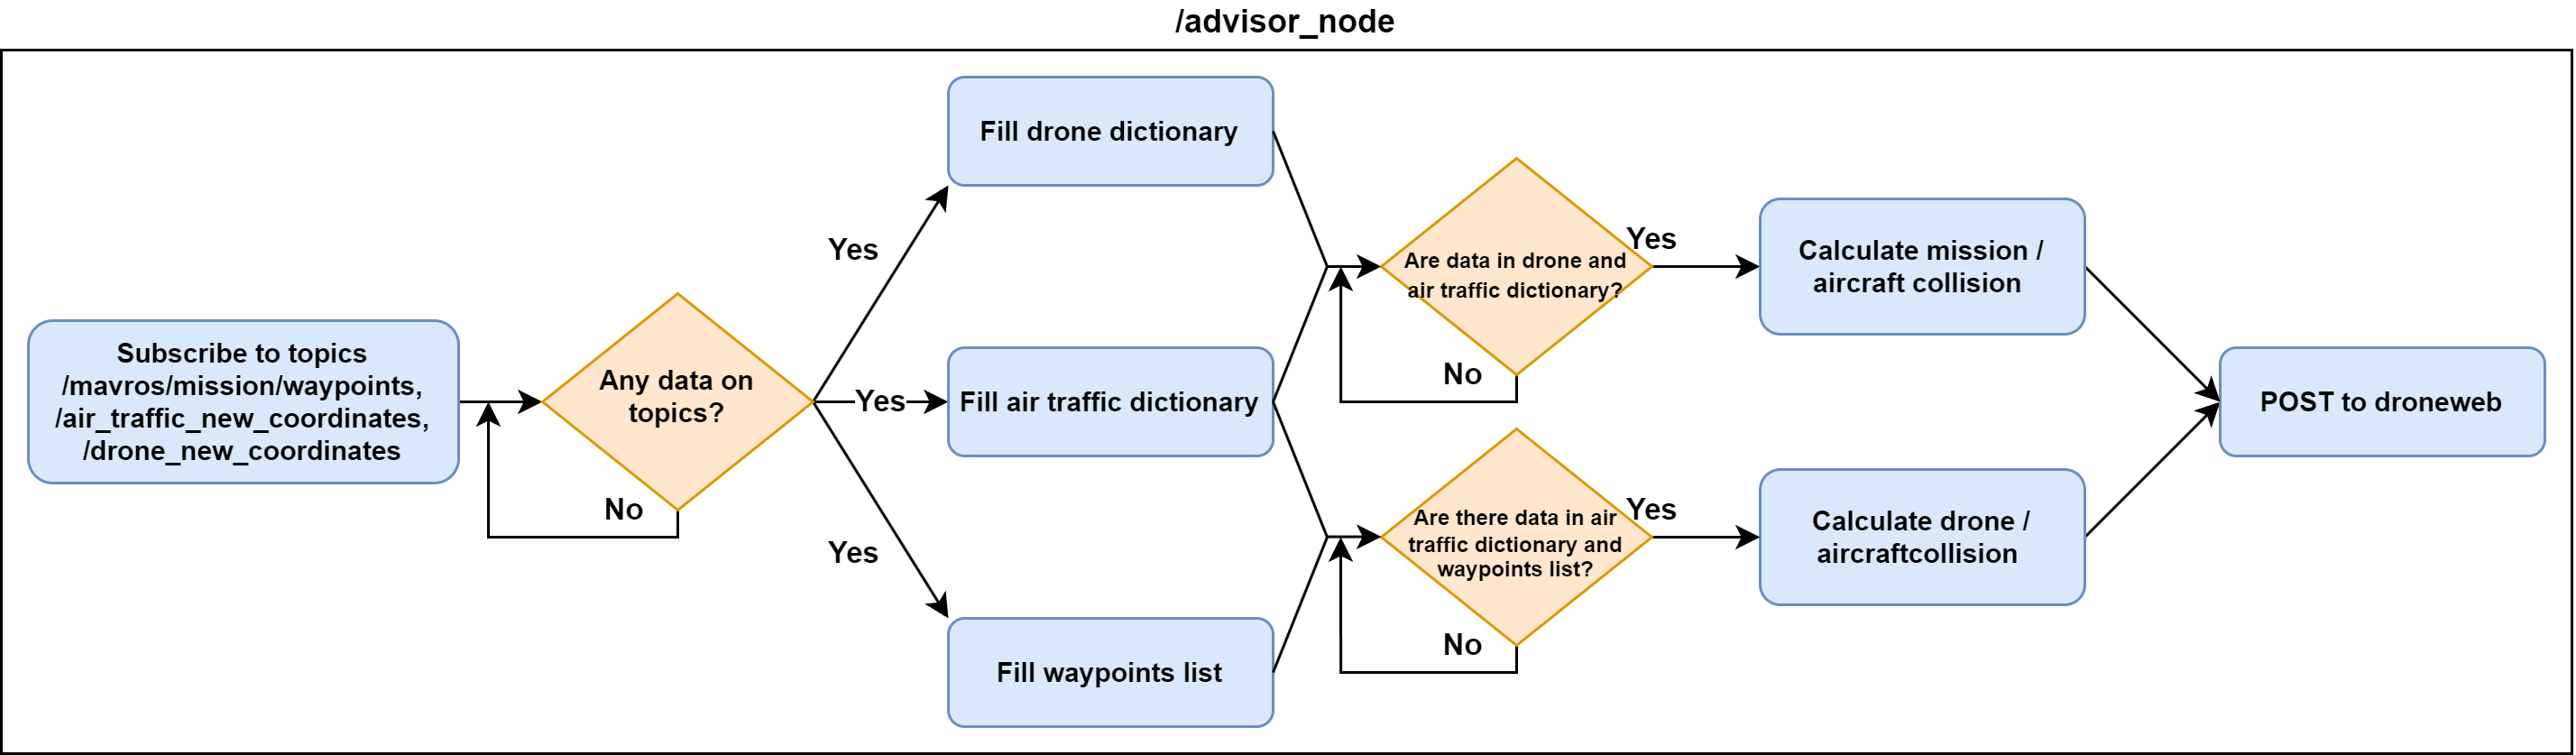 /advisor_node
Subscribe to topics
/mavros/mission/waypoints,
/air_traffic_new_coordinates,
/drone_new_coordinates
Any data on
topics?
No
Yes
Yes
Yes
Fill drone dictionary
Fill air traffic dictionary
Fill waypoints list
Are data in drone and
air traffic dictionary?
No
Yes
Calculate mission /
aircraft collision
Are there data in air
traffic dictionary and
waypoints list?
No
Yes
Calculate drone /
aircraftcollision
POST to droneweb